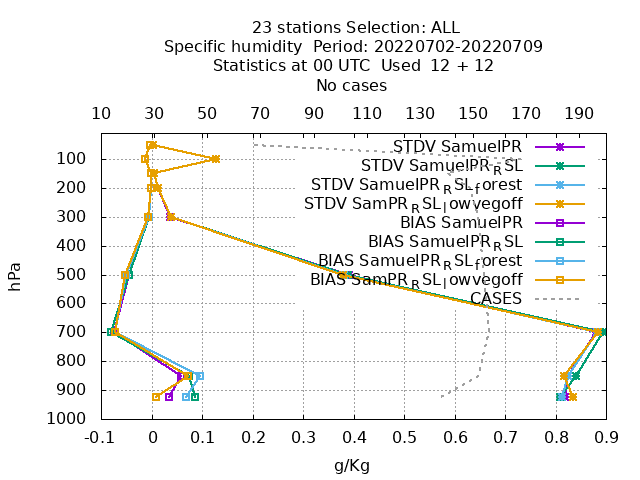 23 stations Selection: ALL
Specific humidity  Period: 20220702-20220709
Statistics at 00 UTC  Used  12 + 12
No cases
10 30 50 70 90 110 130 150 170 190
STDV SamuelPR
100
STDV SamuelPR_RSL
STDV SamuelPR_RSL_forest
200
STDV SamPR_RSL_lowvegoff
300
BIAS SamuelPR
400
BIAS SamuelPR_RSL
BIAS SamuelPR_RSL_forest
500
BIAS SamPR_RSL_lowvegoff
hPa
600
CASES
700
800
900
1000
-0.1 0 0.1 0.2 0.3 0.4 0.5 0.6 0.7 0.8 0.9
g/Kg